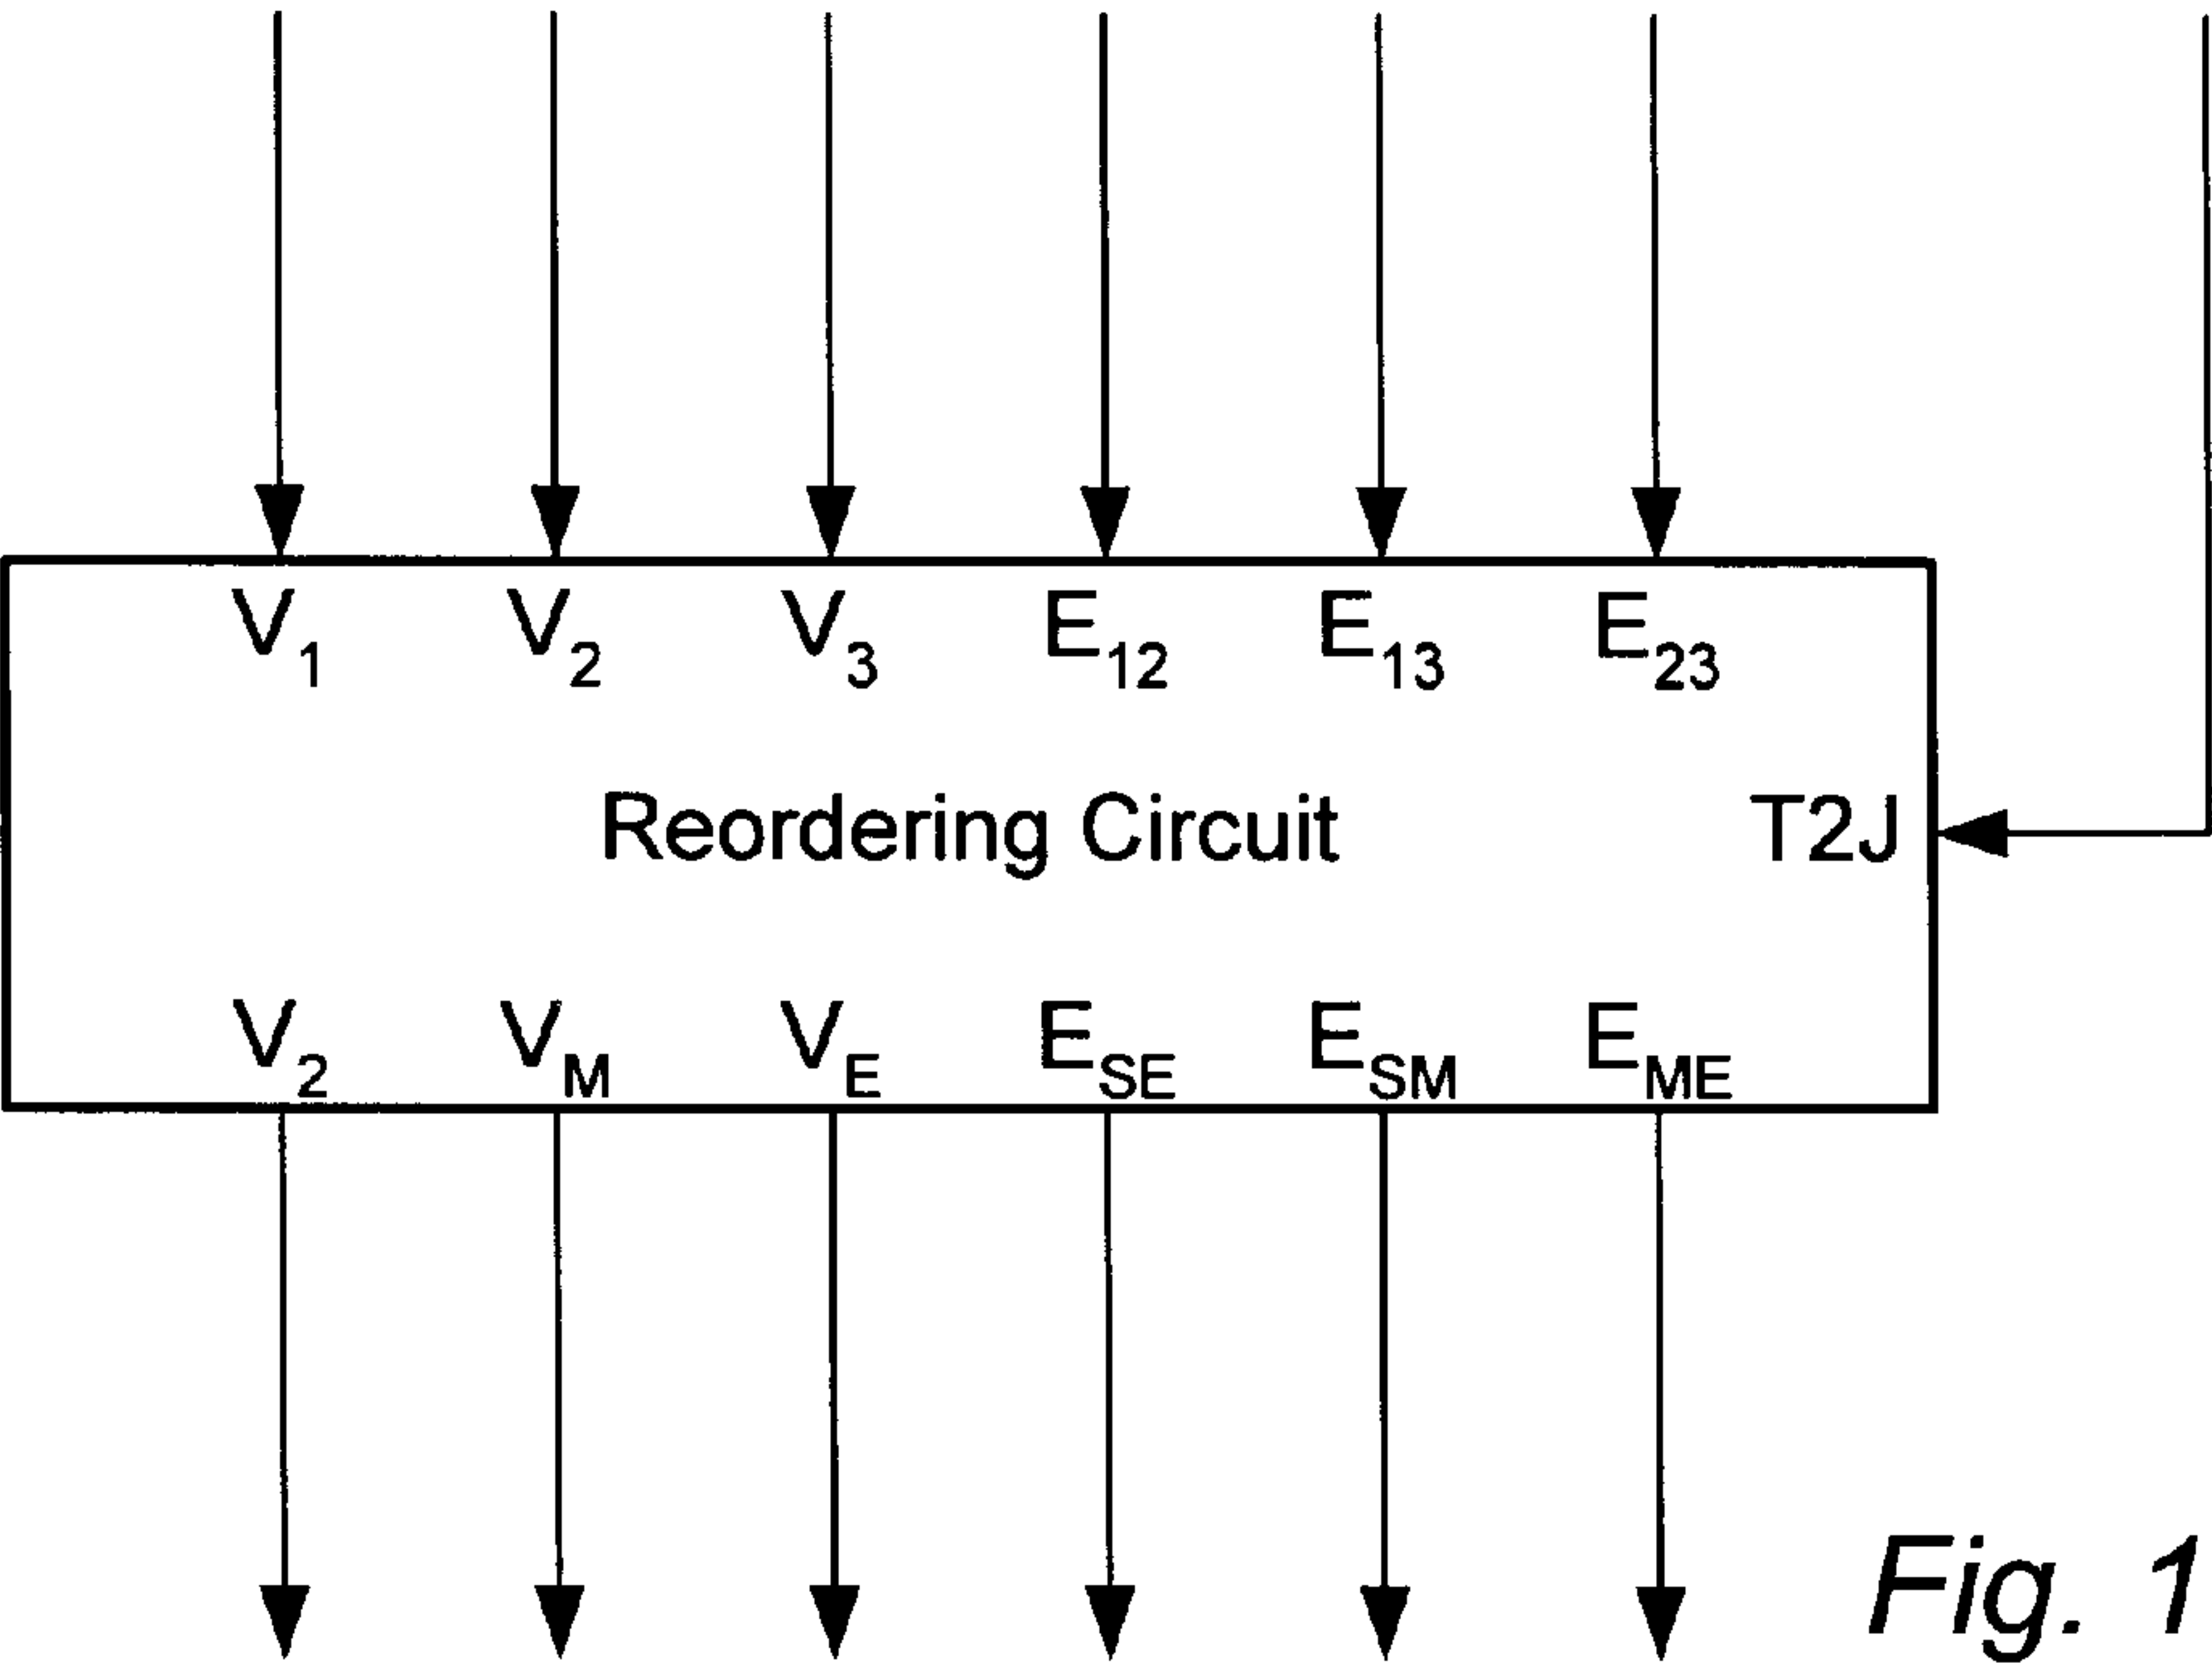 V1 V2 V3 E12 E13 E23
Reordering Circuit T2J
V2 VM VE ESE ESM EME
Fig. 1